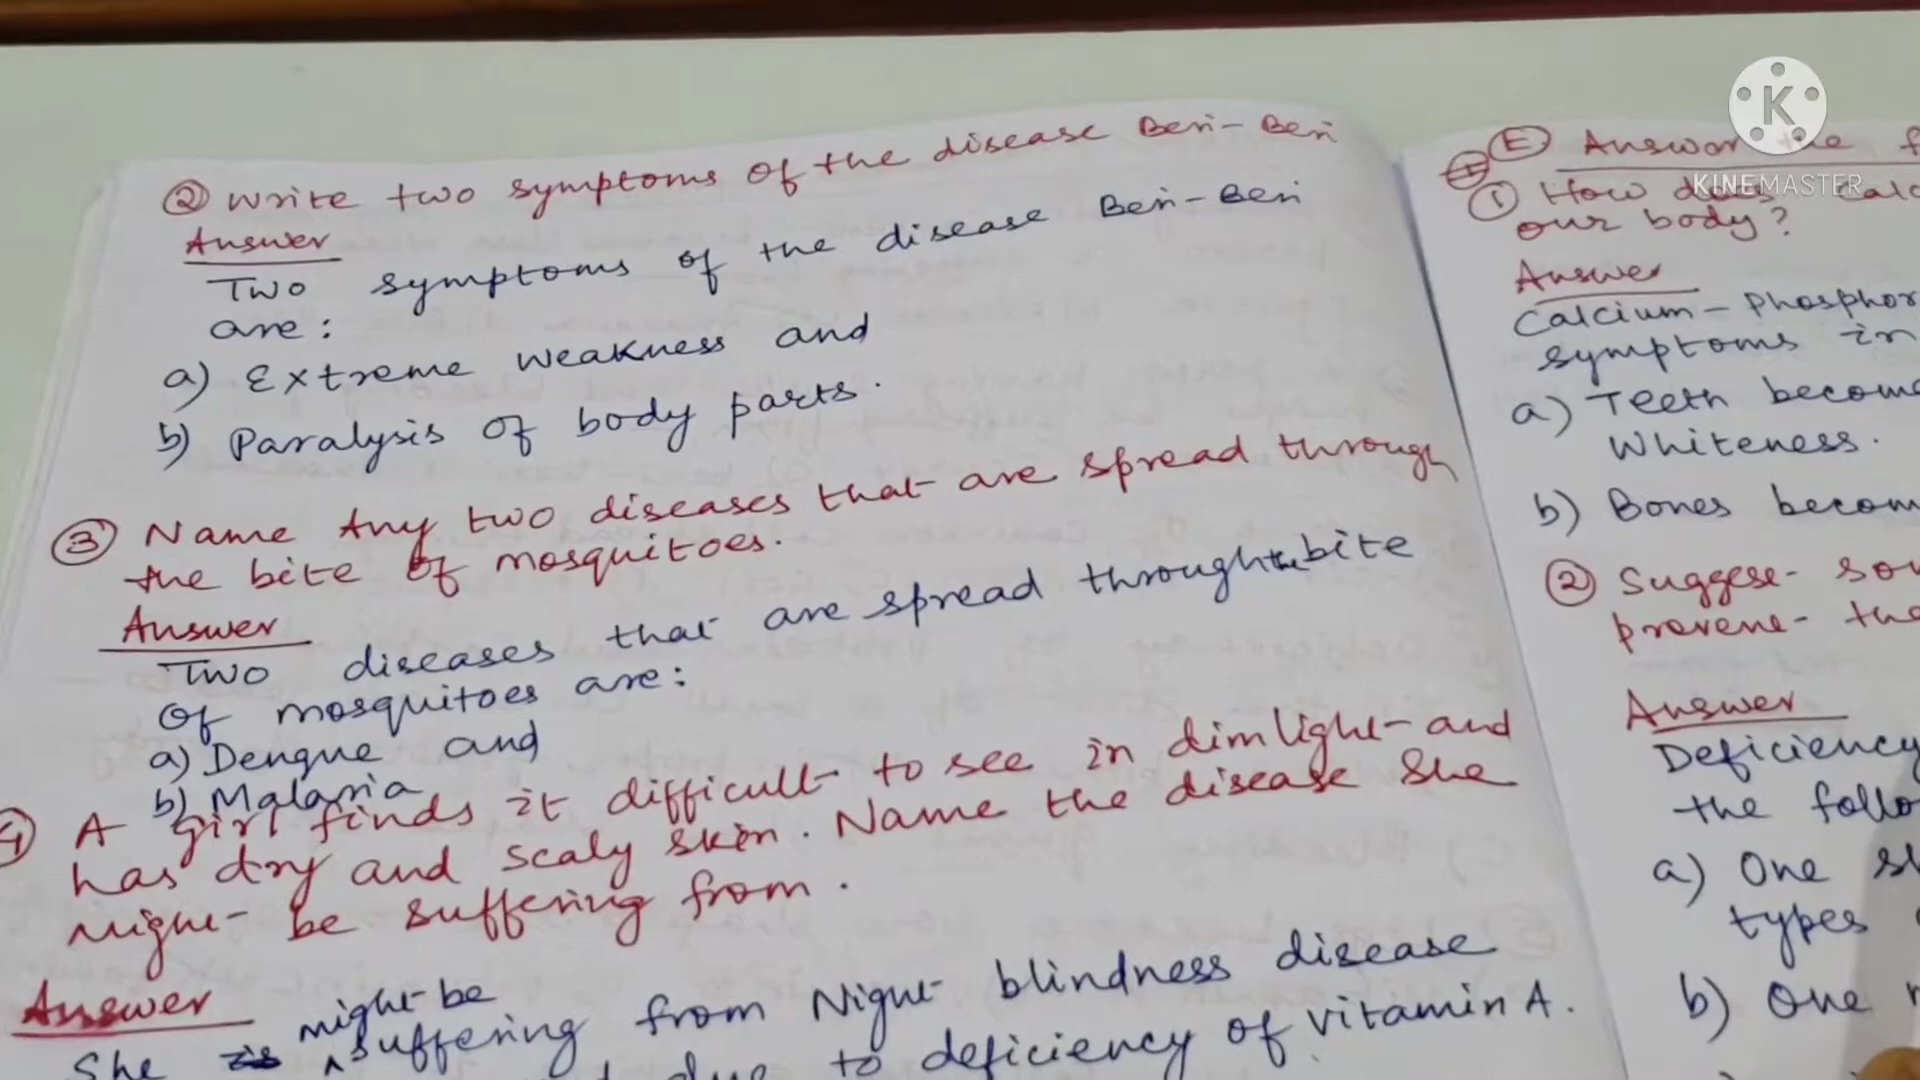 ② Write two symptoms of the disease Beri-Beri
Answer
Two symptoms of the disease Beri-Beri
are:
a) Extreme weakness and
b) Paralysis of body parts.
③ Name Any two diseases that are spread through
the bite of mosquitoes.
Answer
Two diseases that are spread through the bite
of mosquitoes are:
a) Dengue and
b) Malaria
4 A girl finds it difficult to see in dim light and
has dry and scaly skin. Name the disease She
might be suffering from.
Answer
She might be suffering from Night blindness disease
due to deficiency of vitamin A.
E Answer the
① How does Calc
our body?
Answer
Calcium-Phosphor
symptoms in
a) Teeth become
Whiteness.
b) Bones becom
② Suggest so
prevent the
Answer
Deficiency
the follo
a) One s
types
b) One
K
KINEMASTER